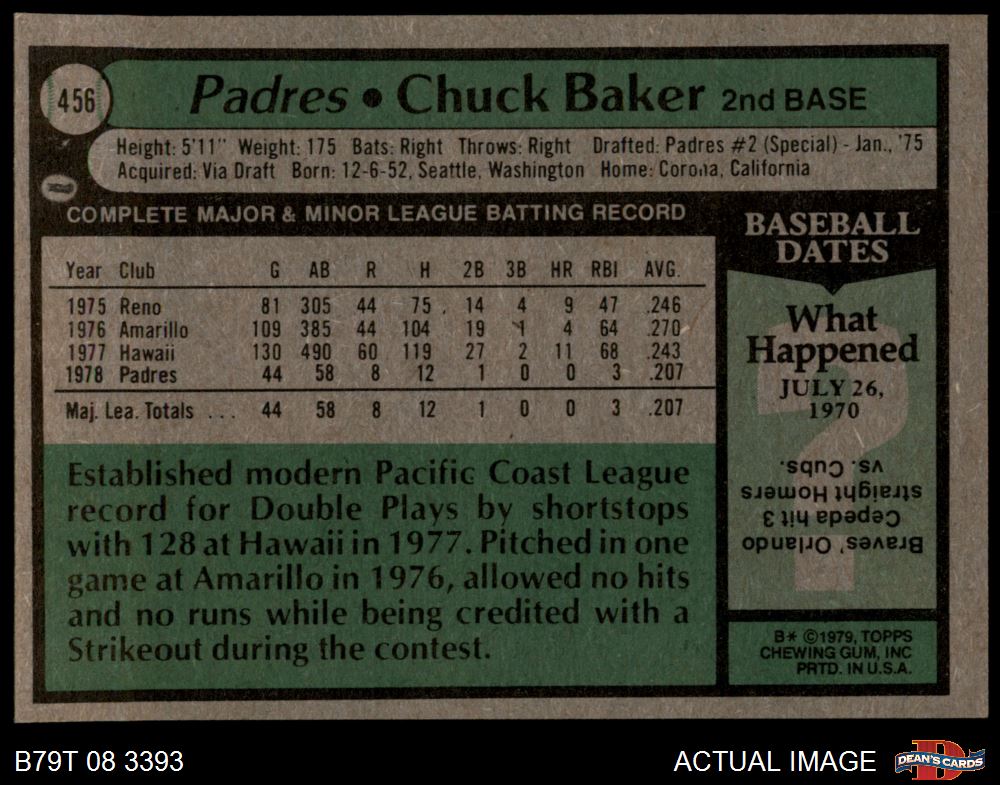 456
Padres • Chuck Baker 2nd BASE
Height: 5'11" Weight: 175 Bats: Right Throws: Right Drafted: Padres #2 (Special) - Jan., '75
Acquired: Via Draft Born: 12-6-52, Seattle, Washington Home: Corona, California
COMPLETE MAJOR & MINOR LEAGUE BATTING RECORD
Year Club G AB R H 2B 3B HR RBI AVG.
1975 Reno 81 305 44 75 14 4 9 47 .246
1976 Amarillo 109 385 44 104 19 1 4 64 .270
1977 Hawaii 130 490 60 119 27 2 11 68 .243
1978 Padres 44 58 8 12 1 0 0 3 .207
Maj. Lea. Totals ... 44 58 8 12 1 0 0 3 .207
Established modern Pacific Coast League
record for Double Plays by shortstops
with 128 at Hawaii in 1977. Pitched in one
game at Amarillo in 1976, allowed no hits
and no runs while being credited with a
Strikeout during the contest.
BASEBALL
DATES
What
Happened
JULY 26,
1970
?
Braves' Orlando
Cepeda hit 3
straight Homers
vs. Cubs.
B* ©1979, TOPPS
CHEWING GUM, INC
PRTD. IN U.S.A.
B79T 08 3393
ACTUAL IMAGE
DEAN'S CARDS